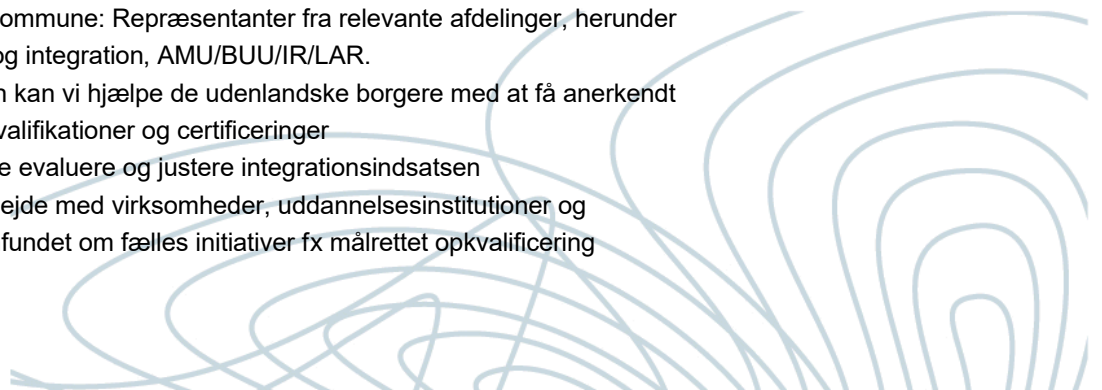 ommune: Repræsentanter fra relevante afdelinger, herunder
og integration, AMU/BUU/IR/LAR.
kan vi hjælpe de udenlandske borgere med at få anerkendt
valifikationer og certificeringer
e evaluere og justere integrationsindsatsen
ejde med virksomheder, uddannelsesinstitutioner og
fundet om fælles initiativer fx målrettet opkvalificering